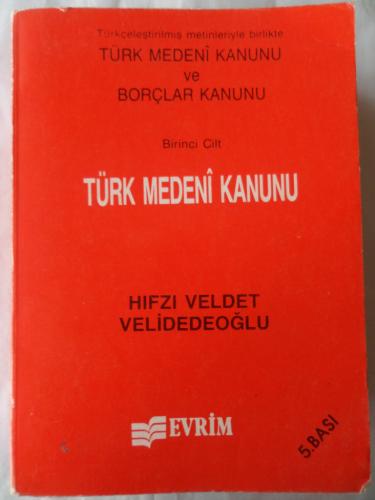 Türkçeleştirilmiş metinleriyle birlikte
TÜRK MEDENÎ KANUNU
ve
BORÇLAR KANUNU
Birinci Cilt
TÜRK MEDENÎ KANUNU
HIFZI VELDET
VELİDEDEOĞLU
EVRİM
5.BASI